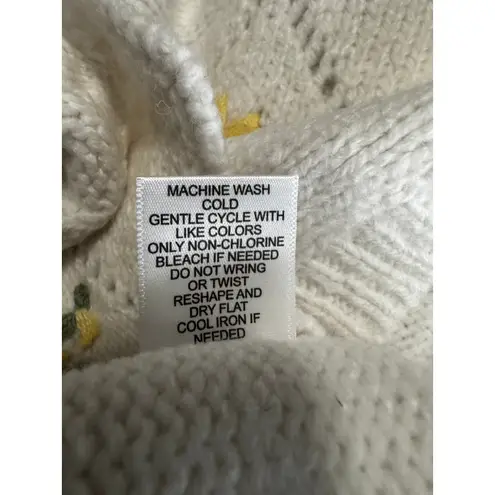 MACHINE WASH
COLD
GENTLE CYCLE WITH
LIKE COLORS
ONLY NON-CHLORINE
BLEACH IF NEEDED
DO NOT WRING
OR TWIST
RESHAPE AND
DRY FLAT
COOL IRON IF
NEEDED